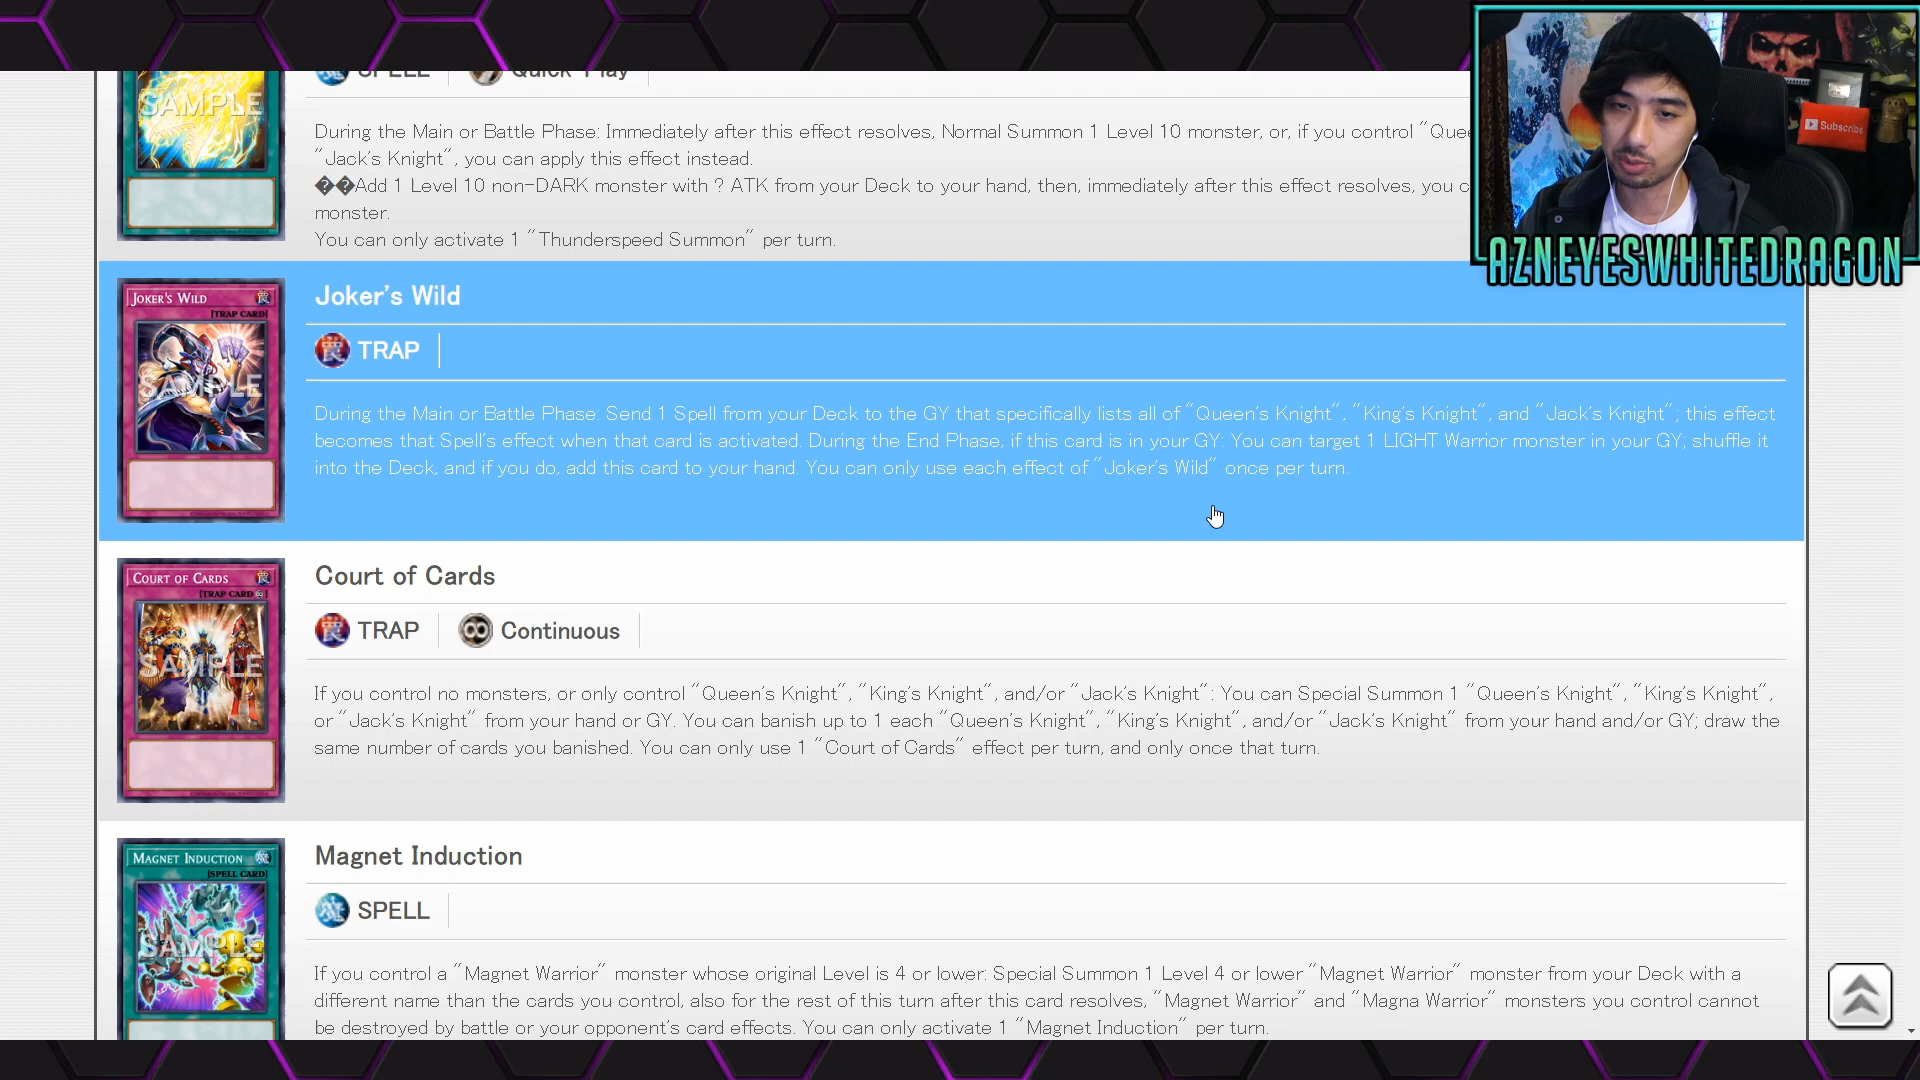 SPELL Quick-Play
SAMPLE
During the Main or Battle Phase: Immediately after this effect resolves, Normal Summon 1 Level 10 monster, or, if you control "Que
"Jack's Knight", you can apply this effect instead.
��Add 1 Level 10 non-DARK monster with ? ATK from your Deck to your hand, then, immediately after this effect resolves, you c
monster.
You can only activate 1 "Thunderspeed Summon" per turn.
Subscribe
AZNEYESWHITEDRAGON
JOKER'S WILD 罠
[TRAP CARD]
SAMPLE
Joker's Wild
罠 TRAP
During the Main or Battle Phase: Send 1 Spell from your Deck to the GY that specifically lists all of "Queen's Knight", "King's Knight", and "Jack's Knight"; this effect
becomes that Spell's effect when that card is activated. During the End Phase, if this card is in your GY: You can target 1 LIGHT Warrior monster in your GY; shuffle it
into the Deck, and if you do, add this card to your hand. You can only use each effect of "Joker's Wild" once per turn.
COURT OF CARDS 罠
[TRAP CARD ]
SAMPLE
Court of Cards
罠 TRAP Continuous
If you control no monsters, or only control "Queen's Knight", "King's Knight", and/or "Jack's Knight": You can Special Summon 1 "Queen's Knight", "King's Knight",
or "Jack's Knight" from your hand or GY. You can banish up to 1 each "Queen's Knight", "King's Knight", and/or "Jack's Knight" from your hand and/or GY; draw the
same number of cards you banished. You can only use 1 "Court of Cards" effect per turn, and only once that turn.
MAGNET INDUCTION 魔
[SPELL CARD]
SAMPLE
Magnet Induction
魔 SPELL
If you control a "Magnet Warrior" monster whose original Level is 4 or lower: Special Summon 1 Level 4 or lower "Magnet Warrior" monster from your Deck with a
different name than the cards you control, also for the rest of this turn after this card resolves, "Magnet Warrior" and "Magna Warrior" monsters you control cannot
be destroyed by battle or your opponent's card effects. You can only activate 1 "Magnet Induction" per turn.